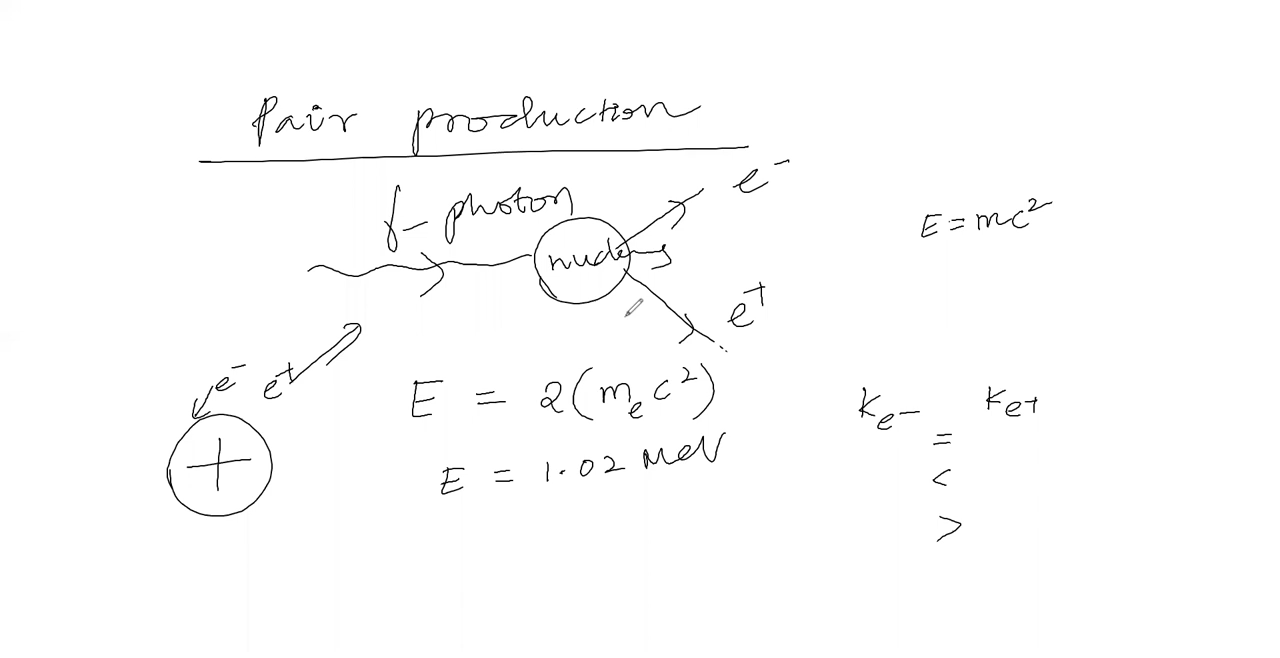 Pair production
γ- photon
nucleus
e⁻
e⁺
E = mc²
e⁻ e⁺
+
E = 2(mₑc²)
E = 1.02 MeV
Kₑ₋ Kₑ₊
=
<
>